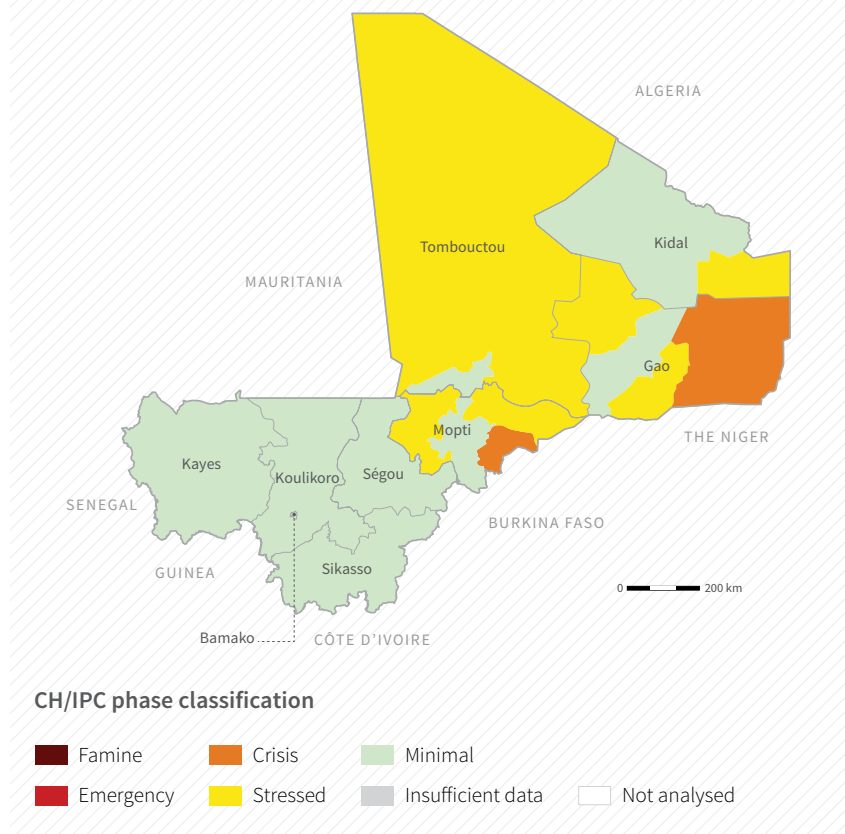 ALGERIA
Kidal
Tombouctou
MAURITANIA
Gao
Mopti
THE NIGER
Kayes
Ségou
Koulikoro
SENEGAL
BURKINA FASO
Sikasso
GUINEA
0 200 km
Bamako
CÔTE D’IVOIRE
CH/IPC phase classification
Famine Crisis Minimal
Emergency Stressed Insufficient data Not analysed